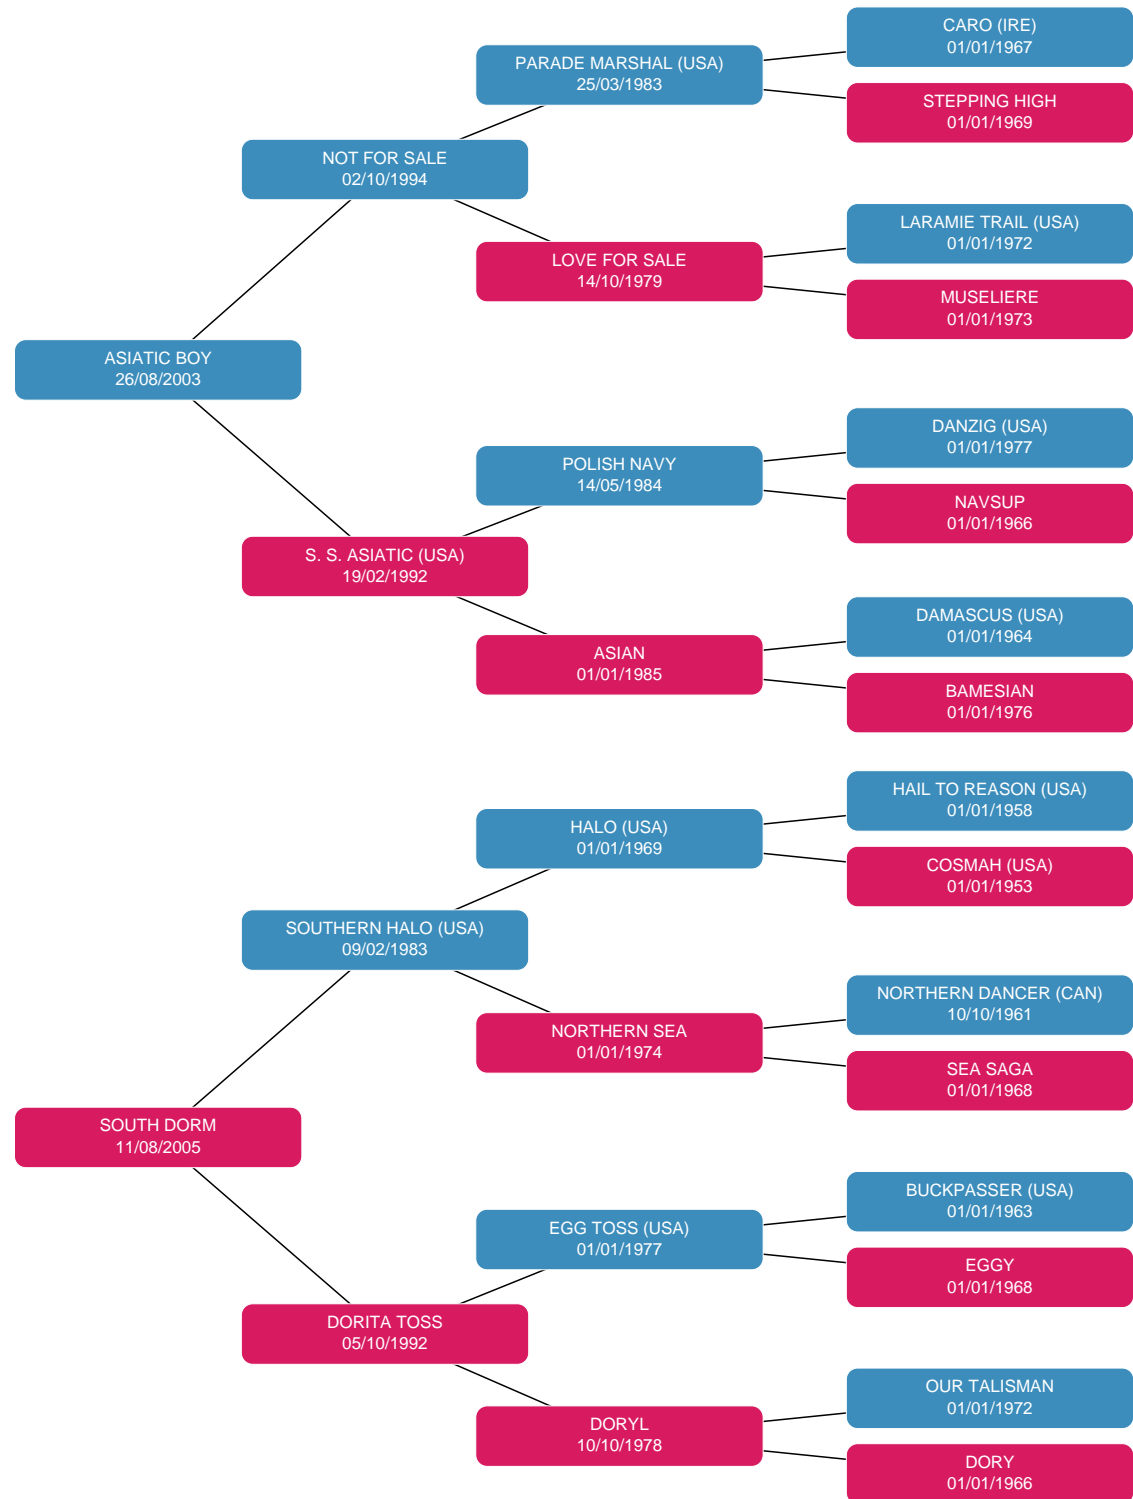 CARO (IRE)
01/01/1967
PARADE MARSHAL (USA)
25/03/1983
STEPPING HIGH
01/01/1969
NOT FOR SALE
02/10/1994
LARAMIE TRAIL (USA)
01/01/1972
LOVE FOR SALE
14/10/1979
MUSELIERE
01/01/1973
ASIATIC BOY
26/08/2003
DANZIG (USA)
01/01/1977
POLISH NAVY
14/05/1984
NAVSUP
01/01/1966
S. S. ASIATIC (USA)
19/02/1992
DAMASCUS (USA)
01/01/1964
ASIAN
01/01/1985
BAMESIAN
01/01/1976
HAIL TO REASON (USA)
01/01/1958
HALO (USA)
01/01/1969
COSMAH (USA)
01/01/1953
SOUTHERN HALO (USA)
09/02/1983
NORTHERN DANCER (CAN)
10/10/1961
NORTHERN SEA
01/01/1974
SEA SAGA
01/01/1968
SOUTH DORM
11/08/2005
BUCKPASSER (USA)
01/01/1963
EGG TOSS (USA)
01/01/1977
EGGY
01/01/1968
DORITA TOSS
05/10/1992
OUR TALISMAN
01/01/1972
DORYL
10/10/1978
DORY
01/01/1966